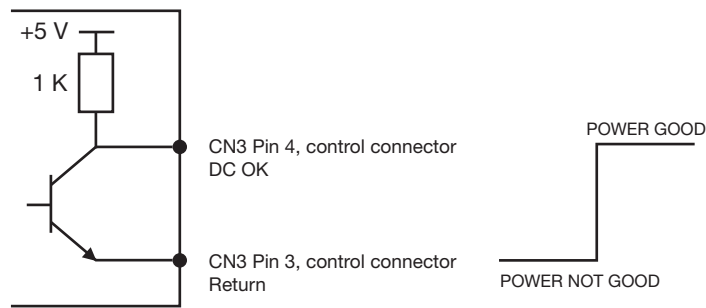 +5 V
1 K
CN3 Pin 4, control connector
DC OK
CN3 Pin 3, control connector
Return
POWER GOOD
POWER NOT GOOD